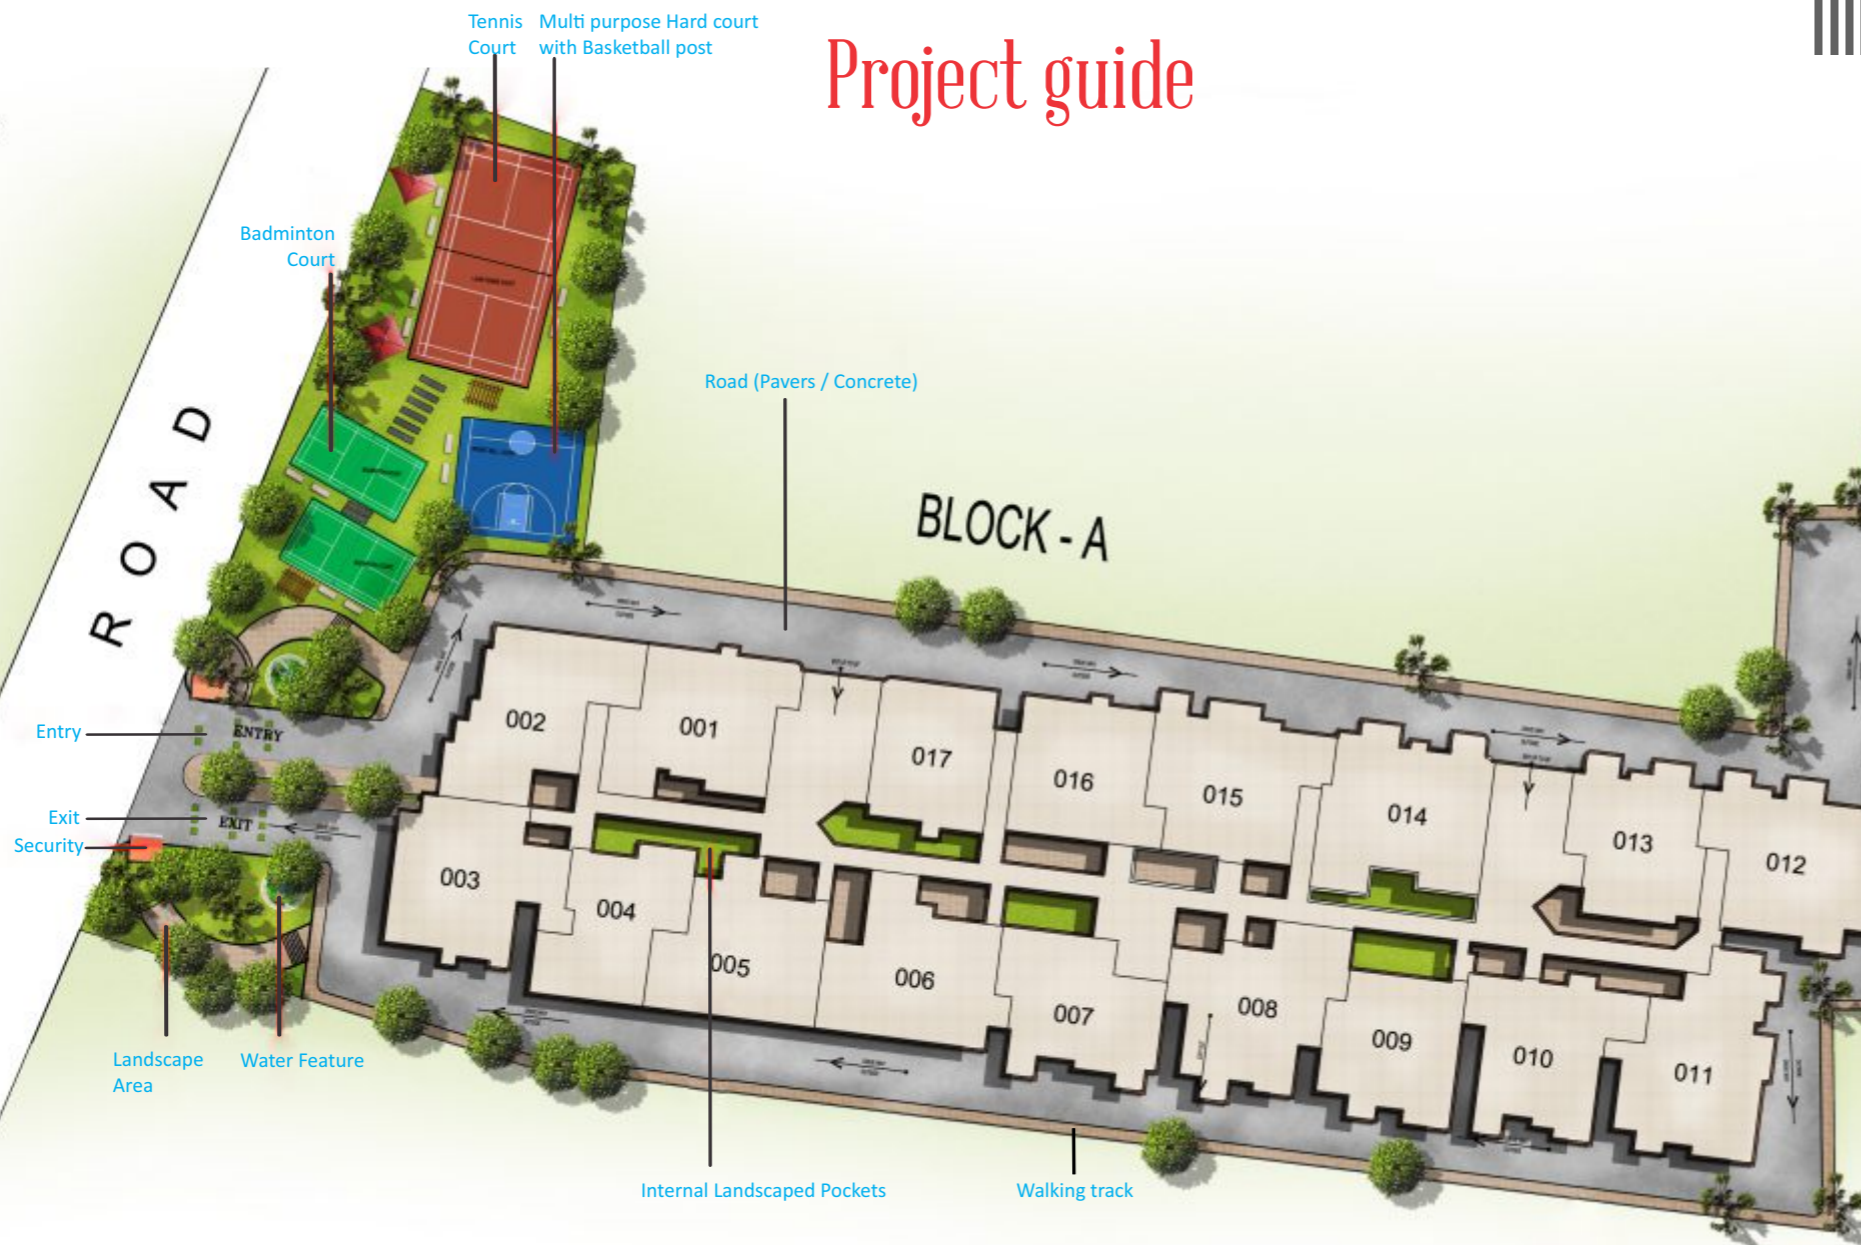 Tennis
Court
Multi purpose Hard court
with Basketball post
Project guide
Badminton
Court
Road (Pavers / Concrete)
ROAD
BLOCK - A
Entry
ENTRY
Exit
EXIT
Security
002
001
017
016
015
014
013
012
003
004
005
006
007
008
009
010
011
Landscape
Area
Water Feature
Internal Landscaped Pockets
Walking track